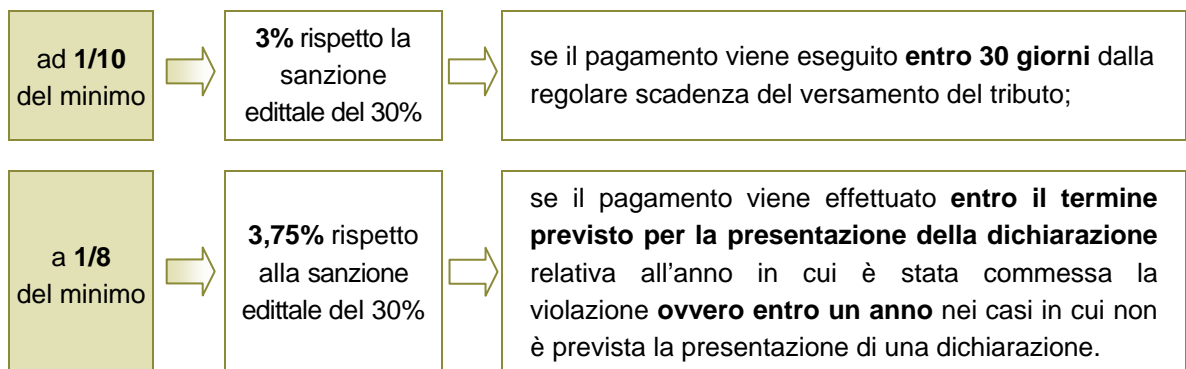 ad 1/10
del minimo
3% rispetto la
sanzione
edittale del 30%
se il pagamento viene eseguito entro 30 giorni dalla
regolare scadenza del versamento del tributo;
a 1/8
del minimo
3,75% rispetto
alla sanzione
edittale del 30%
se il pagamento viene effettuato entro il termine
previsto per la presentazione della dichiarazione
relativa all’anno in cui è stata commessa la
violazione ovvero entro un anno nei casi in cui non
è prevista la presentazione di una dichiarazione.